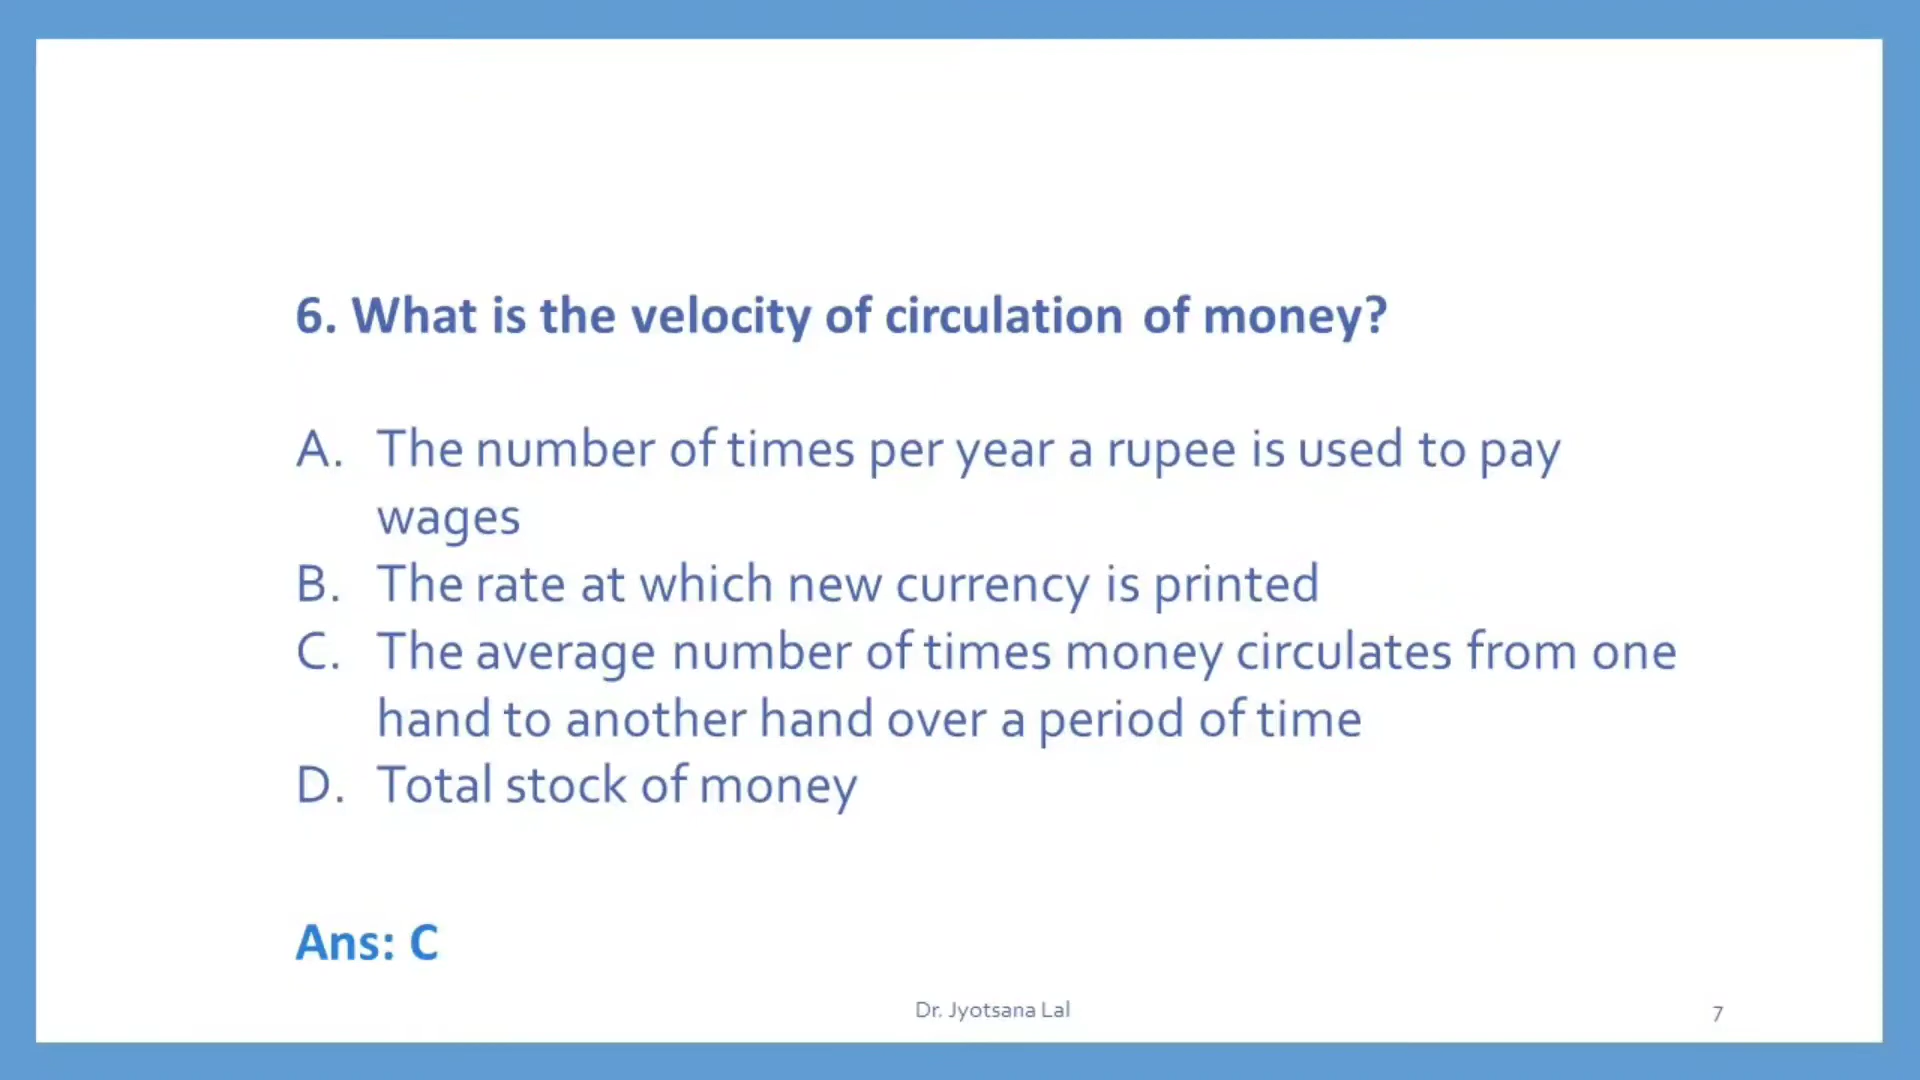 6. What is the velocity of circulation of money?
A. The number of times per year a rupee is used to pay
wages
B. The rate at which new currency is printed
C. The average number of times money circulates from one
hand to another hand over a period of time
D. Total stock of money
Ans: C
Dr. Jyotsana Lal
7